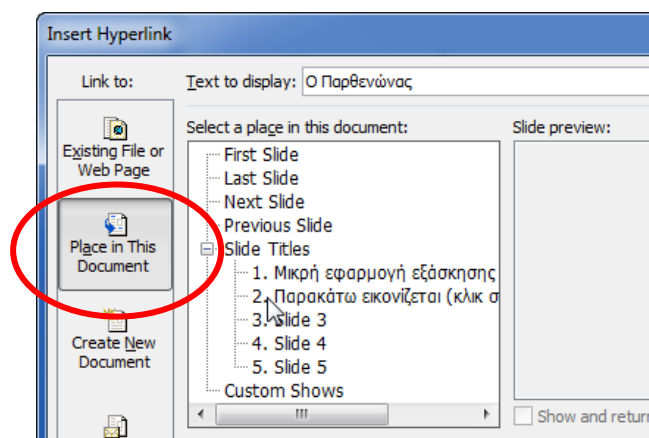 Insert Hyperlink
Link to:
Text to display: Ο Παρθενώνας
Select a place in this document:
Slide preview:
Existing File or
Web Page
Place in This
Document
Create New
Document
First Slide
Last Slide
Next Slide
Previous Slide
Slide Titles
1. Μικρή εφαρμογή εξάσκησης
2. Παρακάτω εικονίζεται (κλικ σ
3. Slide 3
4. Slide 4
5. Slide 5
Custom Shows
Show and return